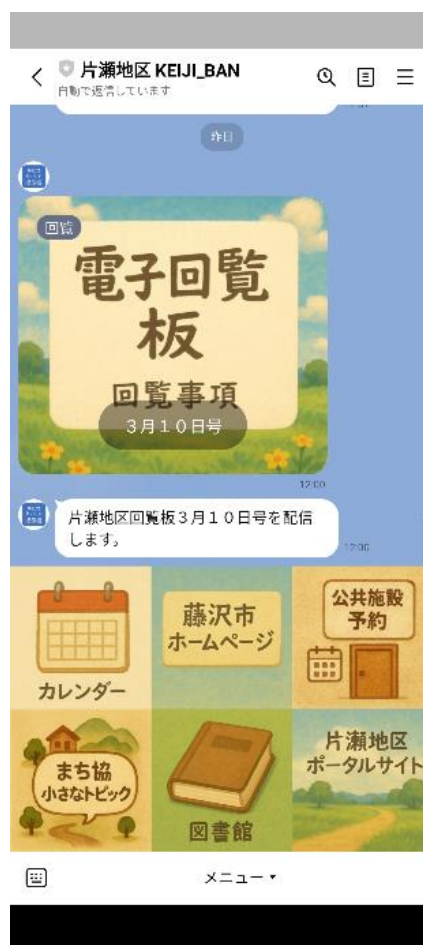 片瀬地区 KEIJI_BAN
自動で返信しています
昨日
回覧
電子回覧
板
回覧事項
3月10日号
12:00
片瀬地区回覧板3月10日号を配信
します。
12:00
カレンダー
藤沢市
ホームページ
公共施設
予約
まち協
小さなトピック
図書館
片瀬地区
ポータルサイト
メニュー